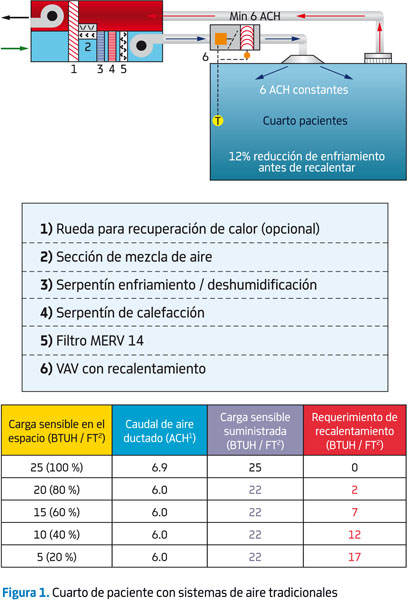 Min 6 ACH
1
2
3
4
5
6
T
6 ACH constantes
Cuarto pacientes
12% reducción de enfriamiento
antes de recalentar
1) Rueda para recuperación de calor (opcional)
2) Sección de mezcla de aire
3) Serpentín enfriamiento / deshumidificación
4) Serpentín de calefacción
5) Filtro MERV 14
6) VAV con recalentamiento
Carga sensible en el espacio (BTUH / FT²) Caudal de aire ductado (ACH¹) Carga sensible suministrada (BTUH / FT²) Requerimiento de recalentamiento (BTUH / FT²)
25 (100 %) 6.9 25 0
20 (80 %) 6.0 22 2
15 (60 %) 6.0 22 7
10 (40 %) 6.0 22 12
5 (20 %) 6.0 22 17
Figura 1. Cuarto de paciente con sistemas de aire tradicionales